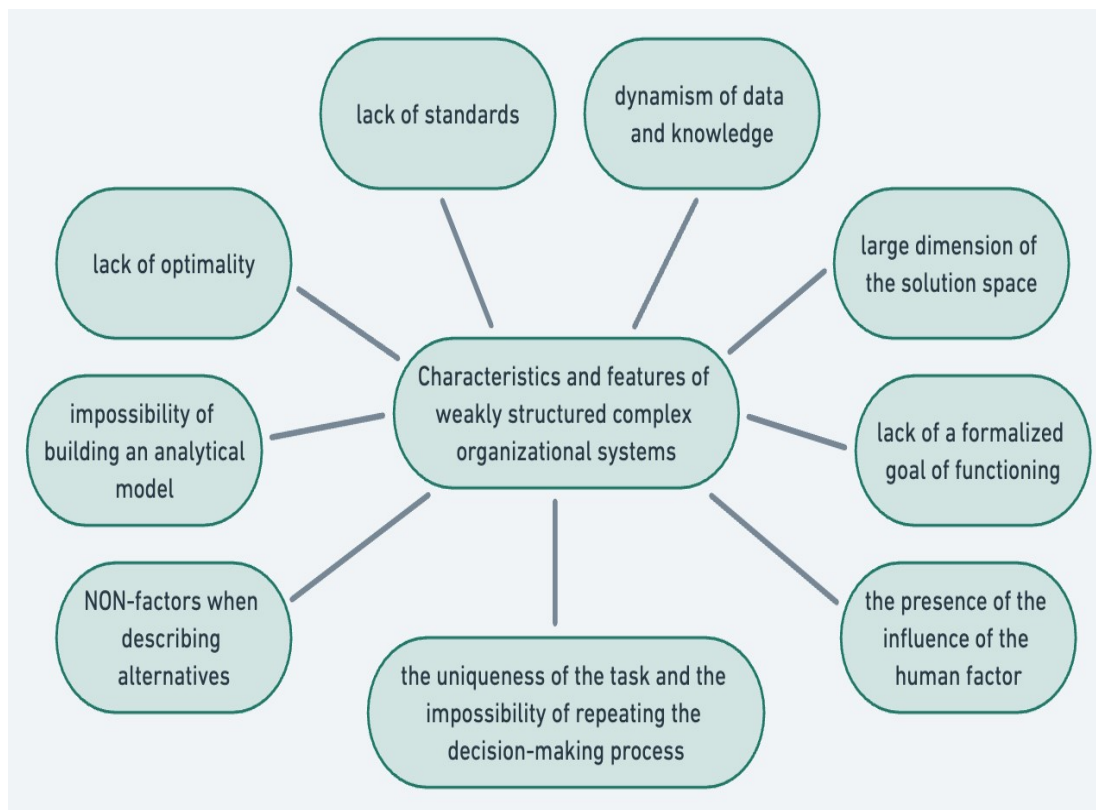 lack of standards
dynamism of data
and knowledge
lack of optimality
large dimension of
the solution space
Characteristics and features of
weakly structured complex
organizational systems
impossibility of
building an analytical
model
lack of a formalized
goal of functioning
NON-factors when
describing
alternatives
the uniqueness of the task and the
impossibility of repeating the
decision-making process
the presence of the
influence of the
human factor